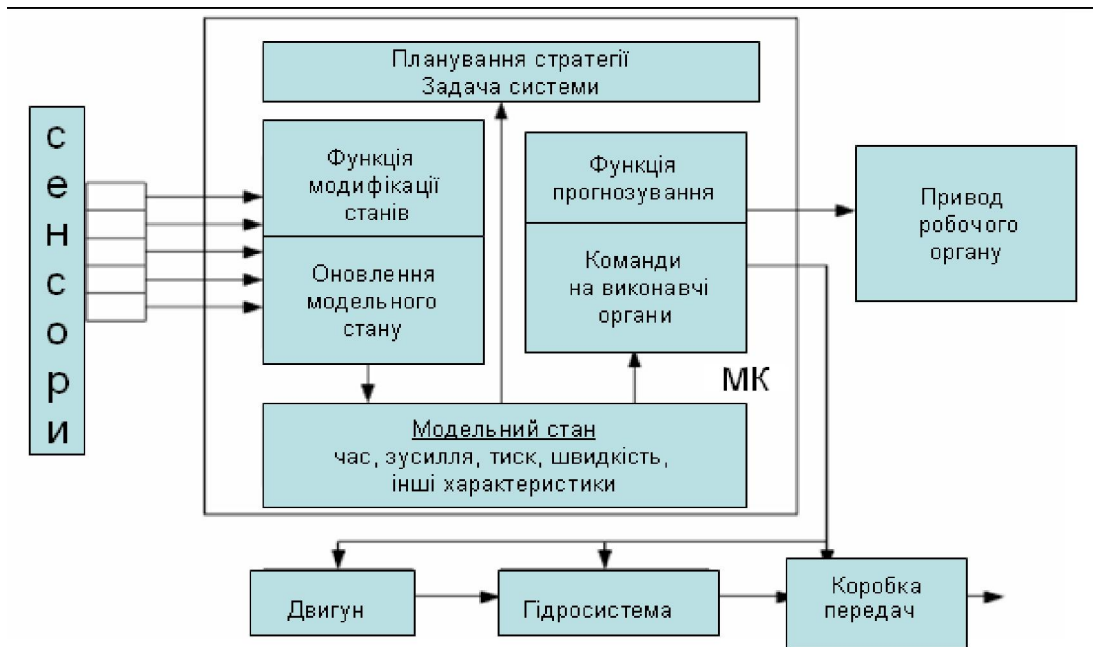 Планування стратегії
Задача системи
сенсори
Функція
модифікації
станів
Оновлення
модельного
стану
Функція
прогнозування
Команди
на виконавчі
органи
Привод
робочого
органу
МК
Модельний стан
час, зусилля, тиск, швидкість,
інші характеристики
Двигун
Гідросистема
Коробка
передач